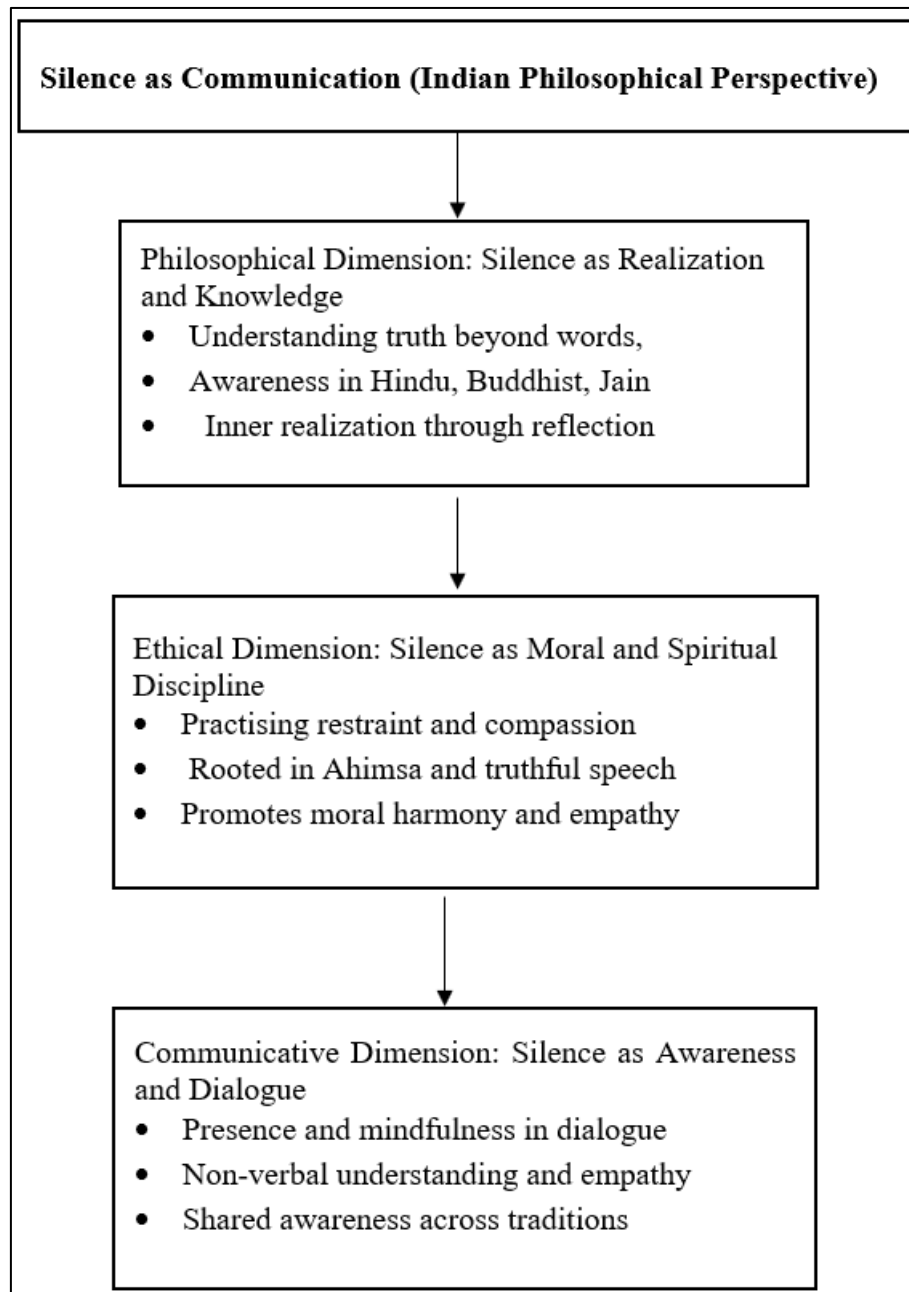 Silence as Communication (Indian Philosophical Perspective)
Philosophical Dimension: Silence as Realization
and Knowledge
• Understanding truth beyond words,
• Awareness in Hindu, Buddhist, Jain
• Inner realization through reflection
Ethical Dimension: Silence as Moral and Spiritual
Discipline
• Practising restraint and compassion
• Rooted in Ahimsa and truthful speech
• Promotes moral harmony and empathy
Communicative Dimension: Silence as Awareness
and Dialogue
• Presence and mindfulness in dialogue
• Non-verbal understanding and empathy
• Shared awareness across traditions